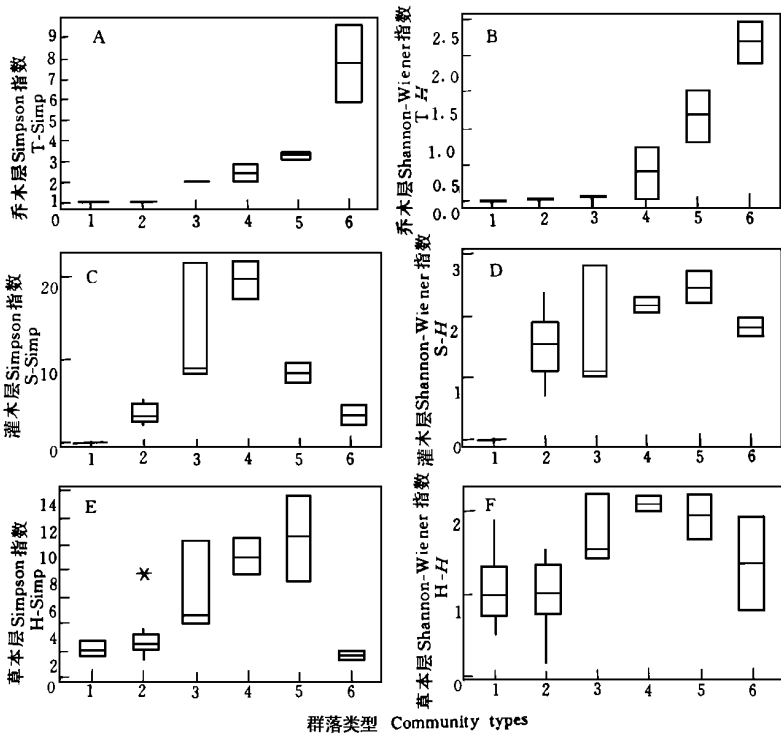 A
乔木层Simpson指数
T-Simp
9
8
7
6
5
4
3
2
1
0
1 2 3 4 5 6
B
乔木层Shannon-Wiener指数
T H
2.5
2.0
1.5
1.0
0.5
0.0
1 2 3 4 5 6
C
灌木层Simpson指数
S-Simp
20
10
0
1 2 3 4 5 6
D
灌木层Shannon-Wiener指数
S-H
3
2
1
0
1 2 3 4 5 6
E
草本层Simpson指数
H-Simp
14
12
10
8
6
4
2
0
1 2 3 4 5 6
F
草本层Shannon-Wiener指数
H-H
2
1
0
1 2 3 4 5 6
群落类型 Community types